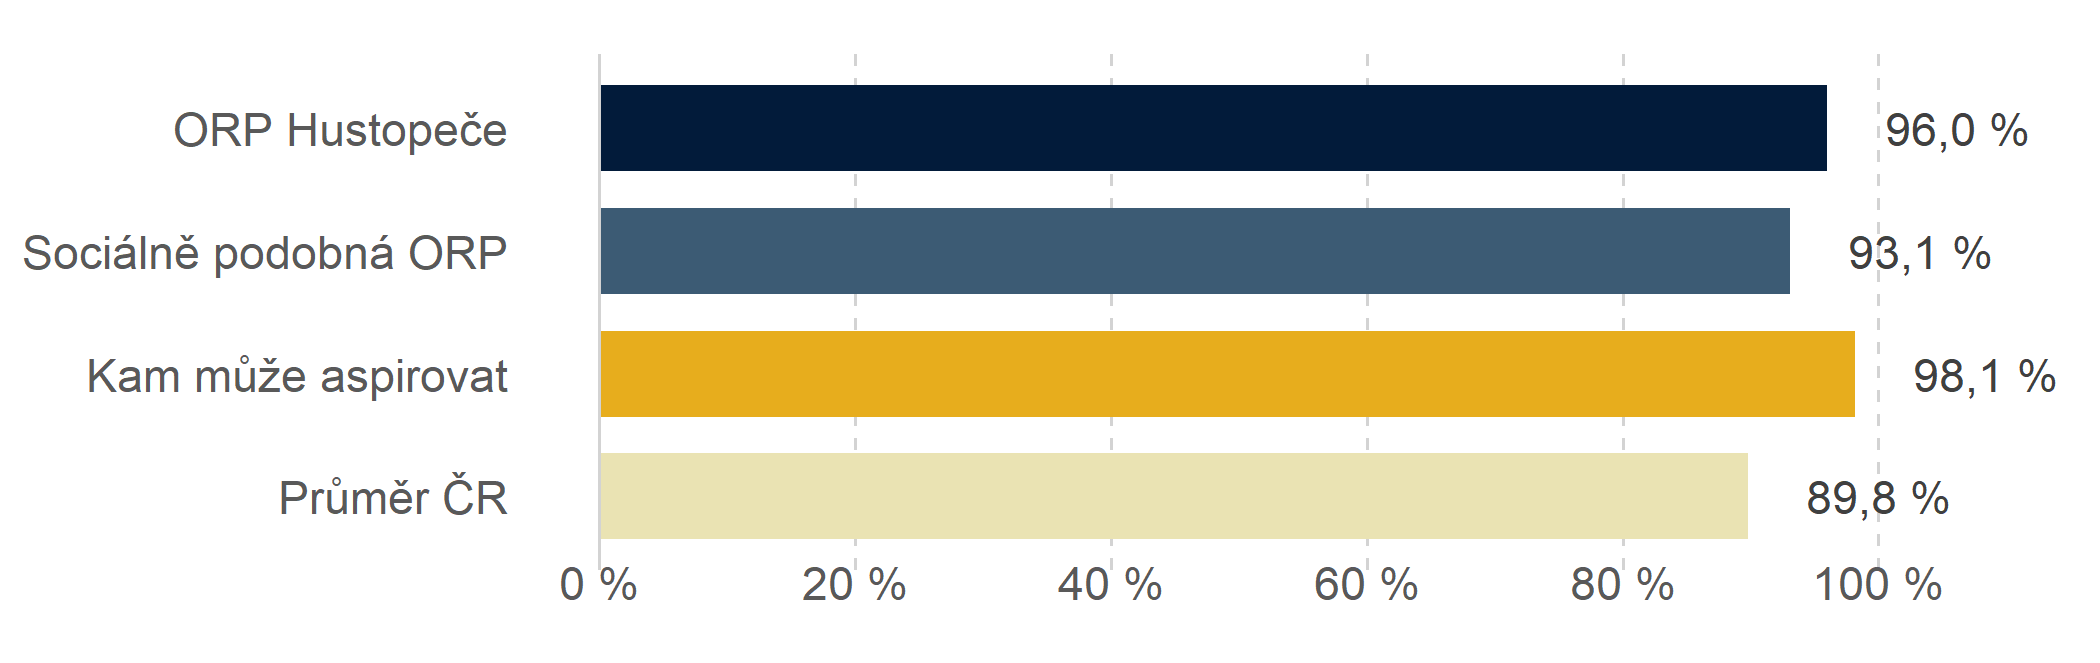 ORP Hustopeče 96,0 %
Sociálně podobná ORP 93,1 %
Kam může aspirovat 98,1 %
Průměr ČR 89,8 %
0 % 20 % 40 % 60 % 80 % 100 %